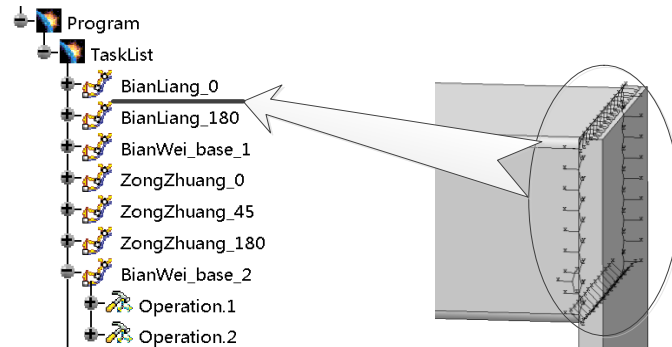 Program
TaskList
BianLiang_0
BianLiang_180
BianWei_base_1
ZongZhuang_0
ZongZhuang_45
ZongZhuang_180
BianWei_base_2
Operation.1
Operation.2